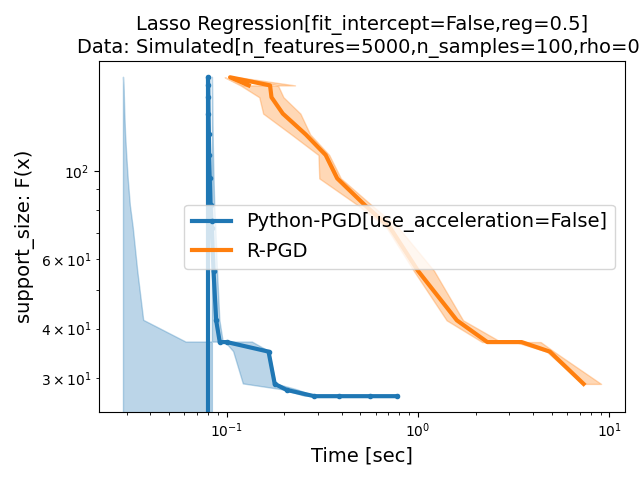 Lasso Regression[fit_intercept=False,reg=0.5]
Data: Simulated[n_features=5000,n_samples=100,rho=0
support_size: F(x)
10²
6 × 10¹
4 × 10¹
3 × 10¹
Python-PGD[use_acceleration=False]
R-PGD
10⁻¹ 10⁰ 10¹
Time [sec]